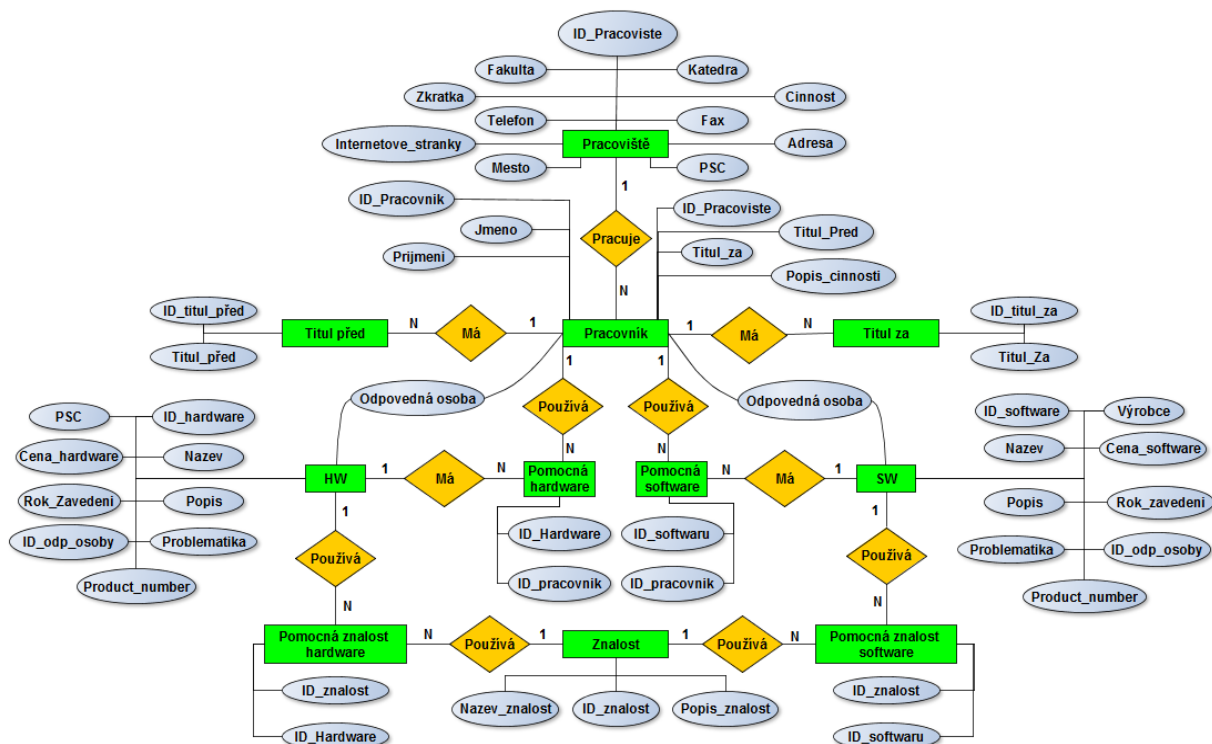 ID_Pracoviste
Fakulta
Katedra
Zkratka
Cinnost
Telefon
Fax
Internetove_stranky
Pracoviště
Adresa
Mesto
PSC
1
ID_Pracovnik
ID_Pracoviste
Jmeno
Titul_Pred
Pracuje
Prijmeni
Titul_za
Popis_cinnosti
N
ID_titul_před
ID_titul_za
Titul před
N
Má
1
Pracovník
1
Má
N
Titul za
Titul_před
Titul_Za
1
1
Odpovedná osoba
Odpovedná osoba
Používá
Používá
PSC
ID_hardware
ID_software
Výrobce
N
N
Cena_hardware
Nazev
Nazev
Cena_software
HW
1
Má
N
Pomocná
hardware
Pomocná
software
N
Má
1
SW
Rok_Zavedeni
Popis
Popis
Rok_zavedeni
1
1
ID_Hardware
ID_softwaru
ID_odp_osoby
Problematika
Problematika
ID_odp_osoby
Používá
Používá
ID_pracovnik
ID_pracovnik
Product_number
Product_number
N
N
Pomocná znalost
hardware
N
Používá
1
Znalost
1
Používá
N
Pomocná znalost
software
ID_znalost
ID_znalost
Nazev_znalost
ID_znalost
Popis_znalost
ID_Hardware
ID_softwaru